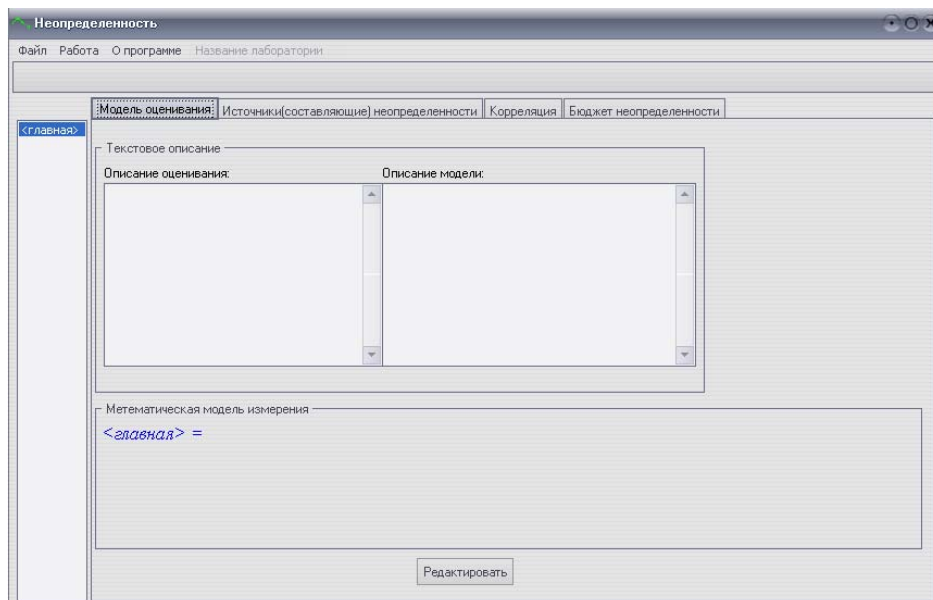 Неопределенность
Файл Работа О программе Название лаборатории
Модель оценивания Источники(составляющие) неопределенности Корреляция Бюджет неопределенности
<главная>
Текстовое описание
Описание оценивания: Описание модели:
Метематическая модель измерения
<главная> =
Редактировать